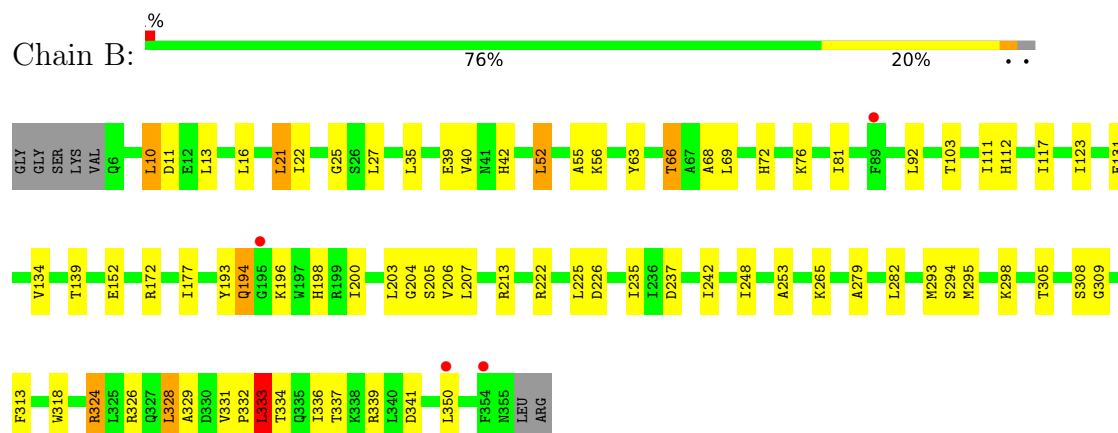 %
Chain B:
76% 20% • •
GLY GLY SER LYS VAL Q6 L10 D11 E12 L13 L16 L21 I22 G25 S26 L27 L35 E39 V40 N41 H42 L52 A55 K56 Y63 T66 A67 A68 L69 H72 K76 I81 F89 L92 T103 I111 H112 I117 I123
V134 T139 E152 R172 I177 Y193 Q194 G195 K196 W197 H198 R199 I200 L203 G204 S205 V206 L207 R213 R222 L225 D226 I235 I236 D237 I242 I248 A253 K265 A279 L282 M293 S294 M295 K298 T305 S308 G309
F313 W318 R324 L325 R326 Q327 L328 A329 D330 V331 P332 L333 T334 Q335 I336 T337 K338 R339 L340 D341 L350 F354 N355 LEU ARG